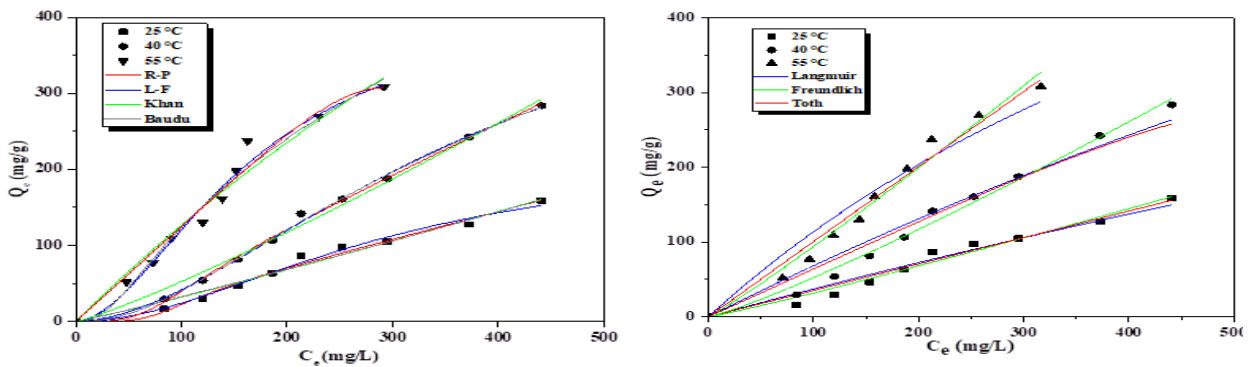 400
300
200
100
0
Qe (mg/g)
25 °C
40 °C
55 °C
R-P
L-F
Khan
Baudu
0 100 200 300 400 500
Ce (mg/L)
400
300
200
100
0
Qe (mg/g)
25 °C
40 °C
55 °C
Langmuir
Freundlich
Toth
0 100 200 300 400 500
Ce (mg/L)